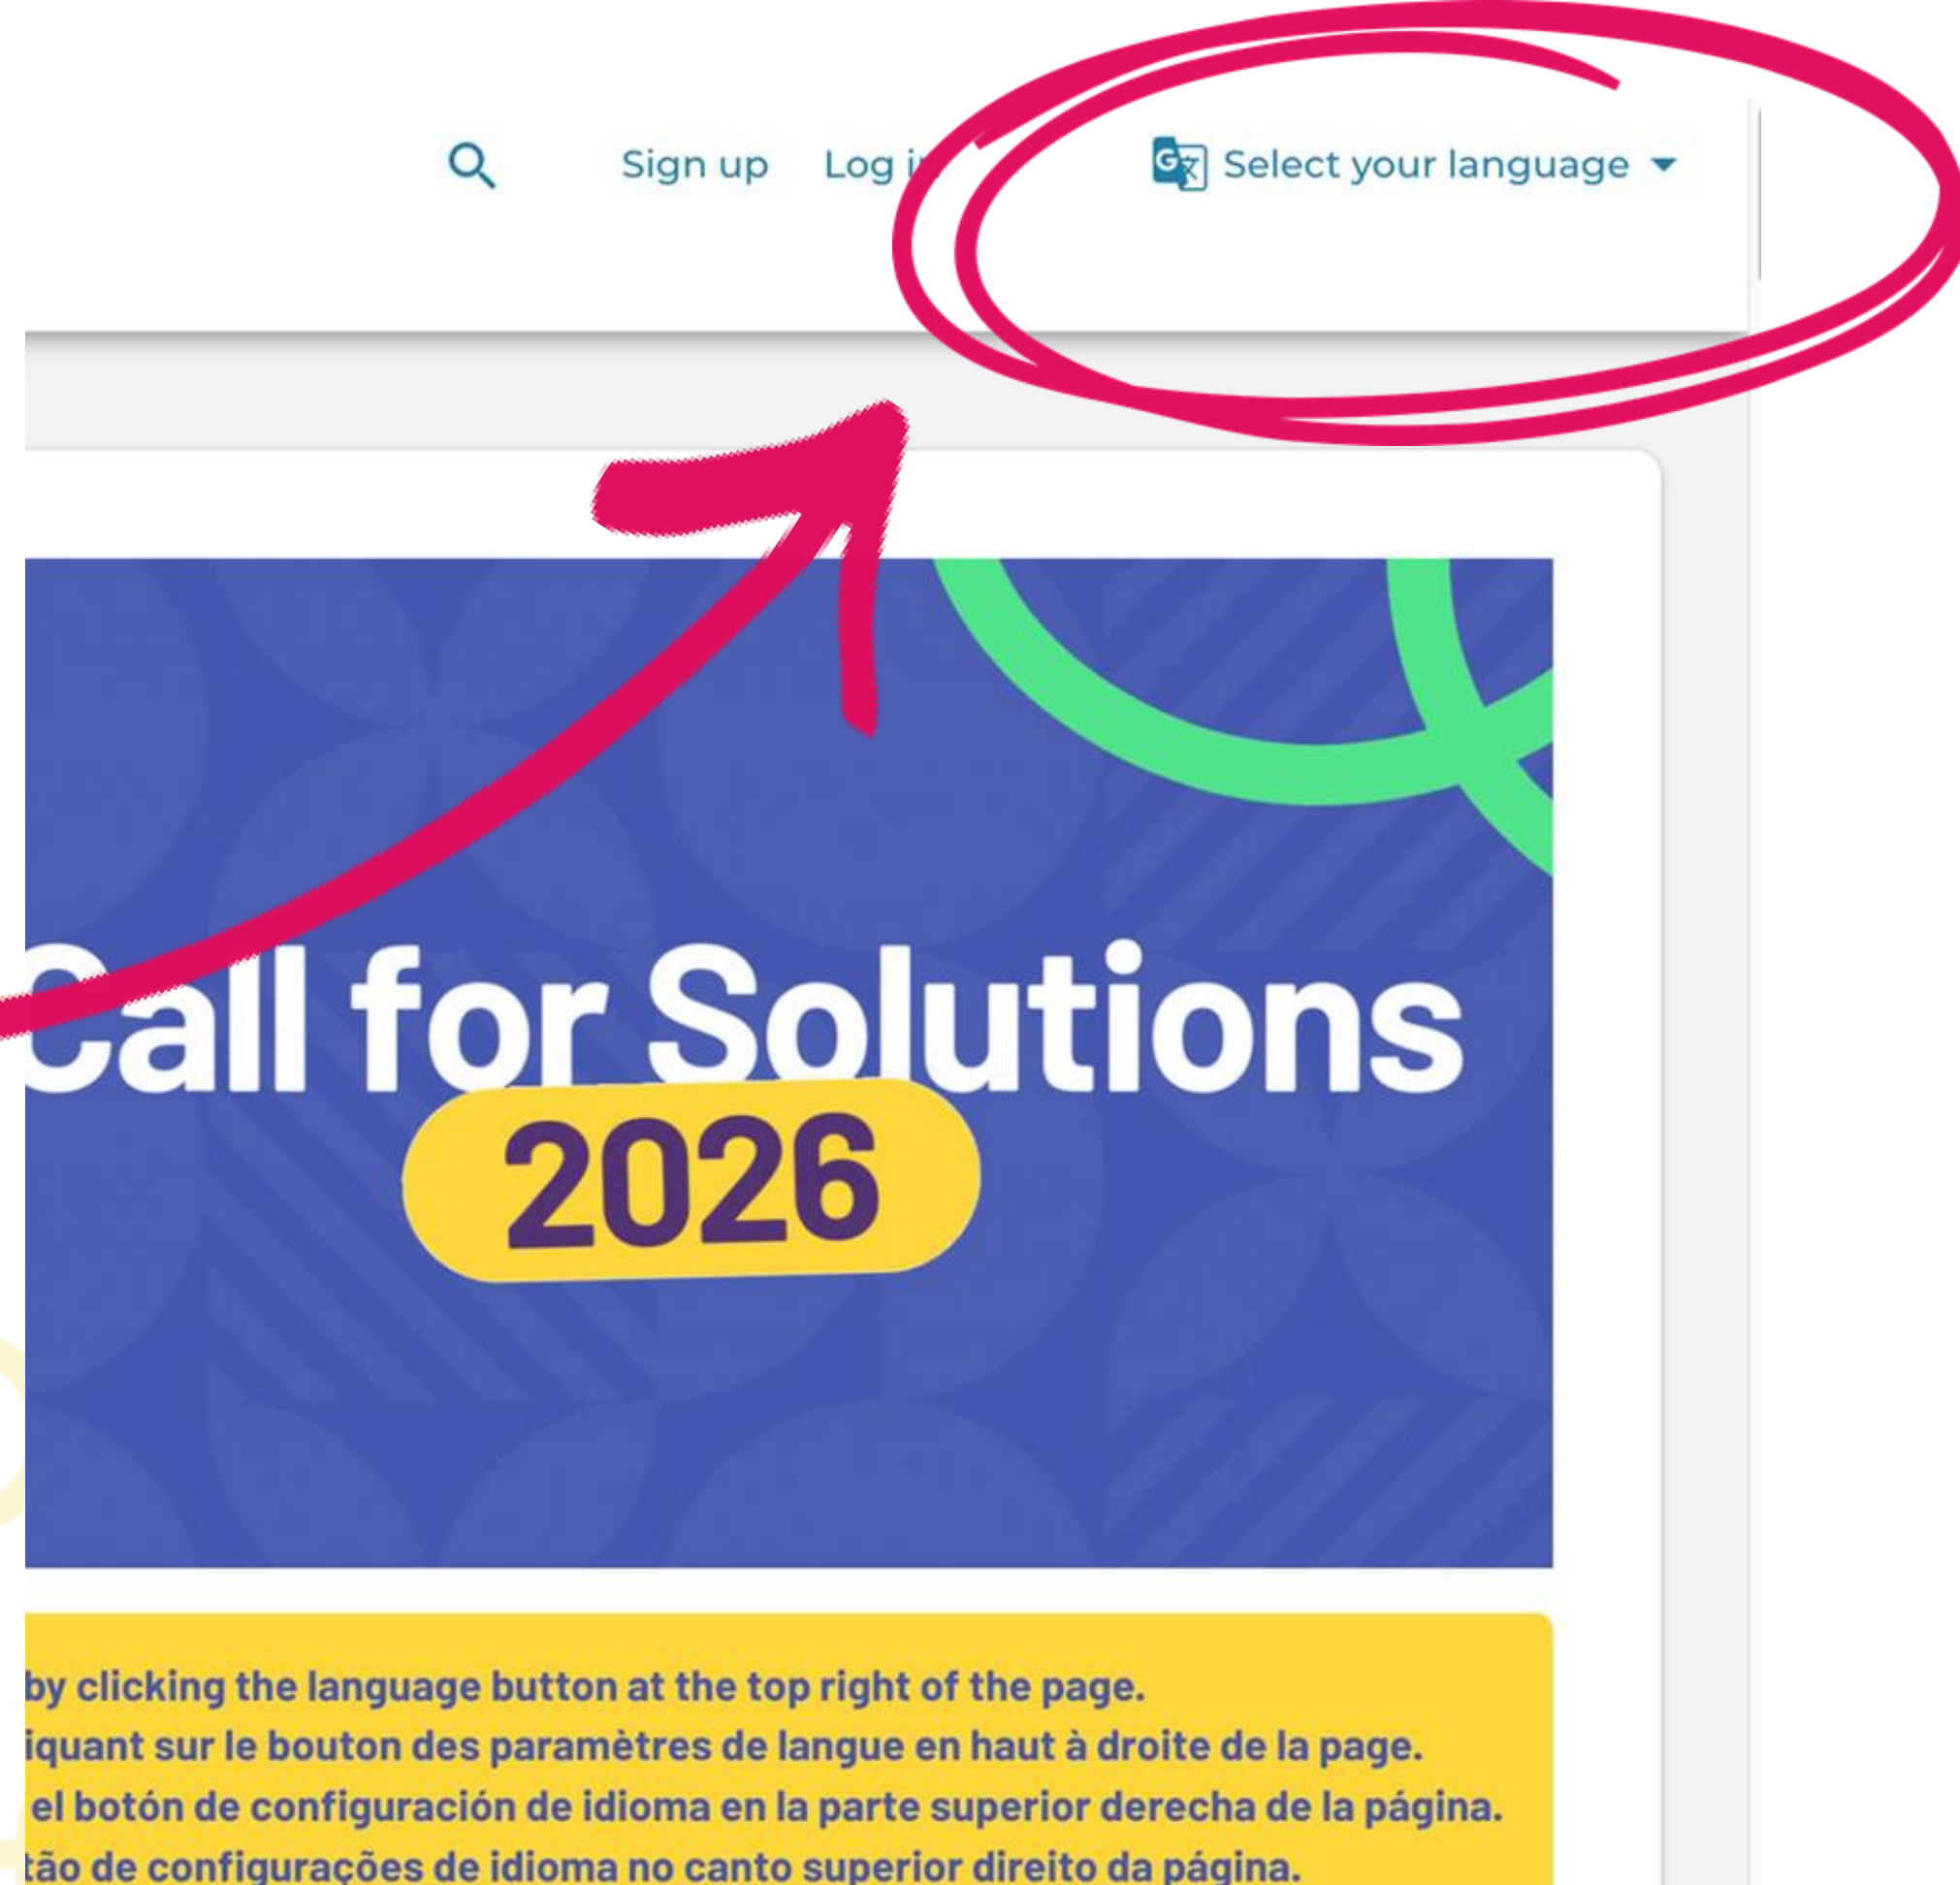 Sign up Log in Select your language
Call for Solutions
2026
by clicking the language button at the top right of the page.
iquant sur le bouton des paramètres de langue en haut à droite de la page.
el botón de configuración de idioma en la parte superior derecha de la página.
tão de configurações de idioma no canto superior direito da página.